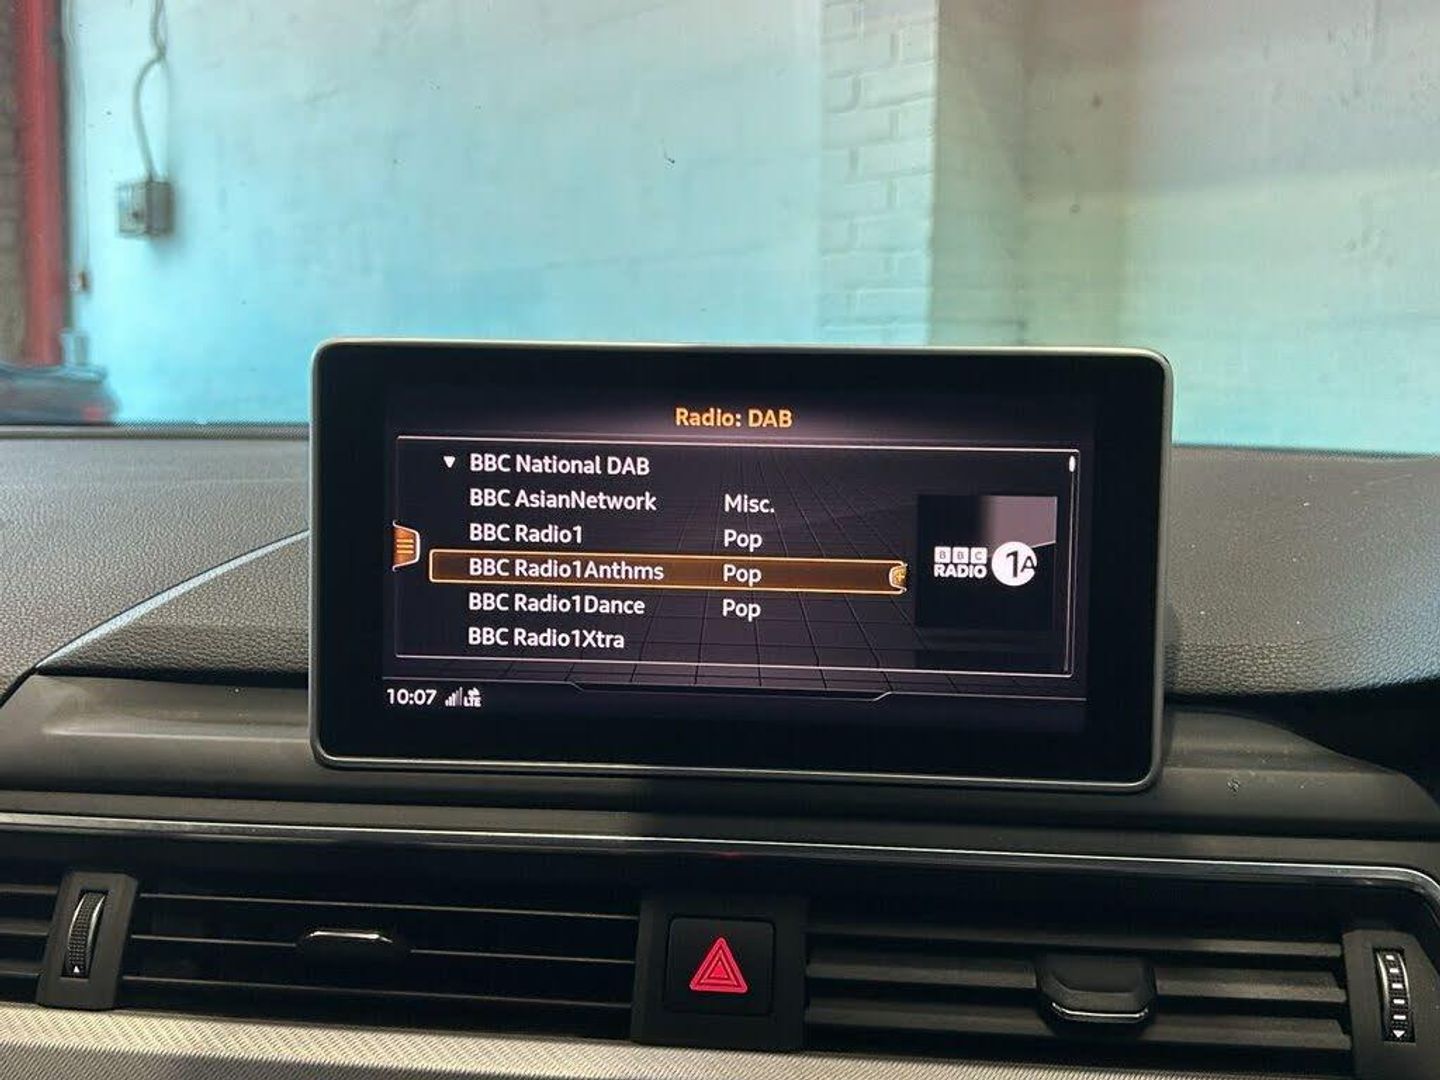 Radio: DAB
BBC National DAB
BBC AsianNetwork Misc.
BBC Radio1 Pop
BBC Radio1Anthms Pop
BBC Radio1Dance Pop
BBC Radio1Xtra
BBC
RADIO 1A
10:07 LTE